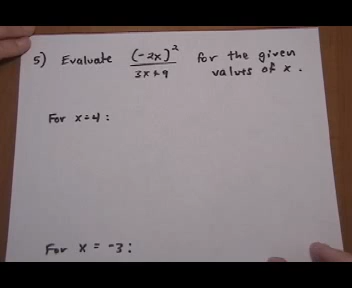 5) Evaluate (-2x)² / 3x+9 for the given
values of x.
For x=4:
For x = -3: